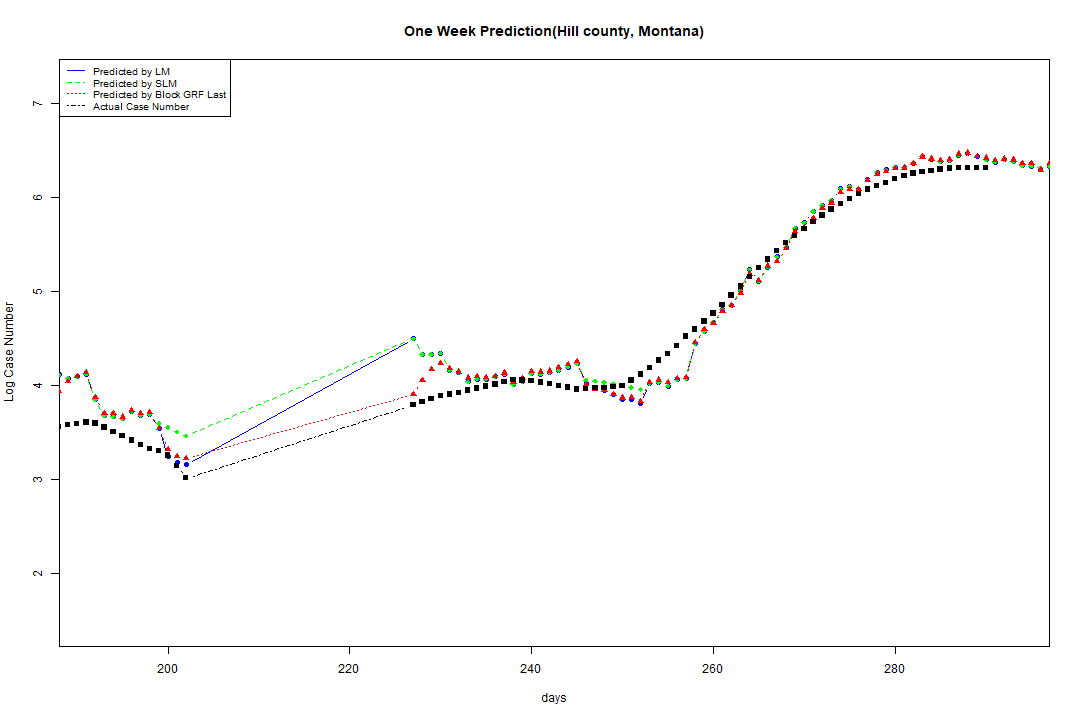 One Week Prediction(Hill county, Montana)
Predicted by LM
Predicted by SLM
Predicted by Block GRF Last
Actual Case Number
7
6
5
4
3
2
Log Case Number
200 220 240 260 280
days